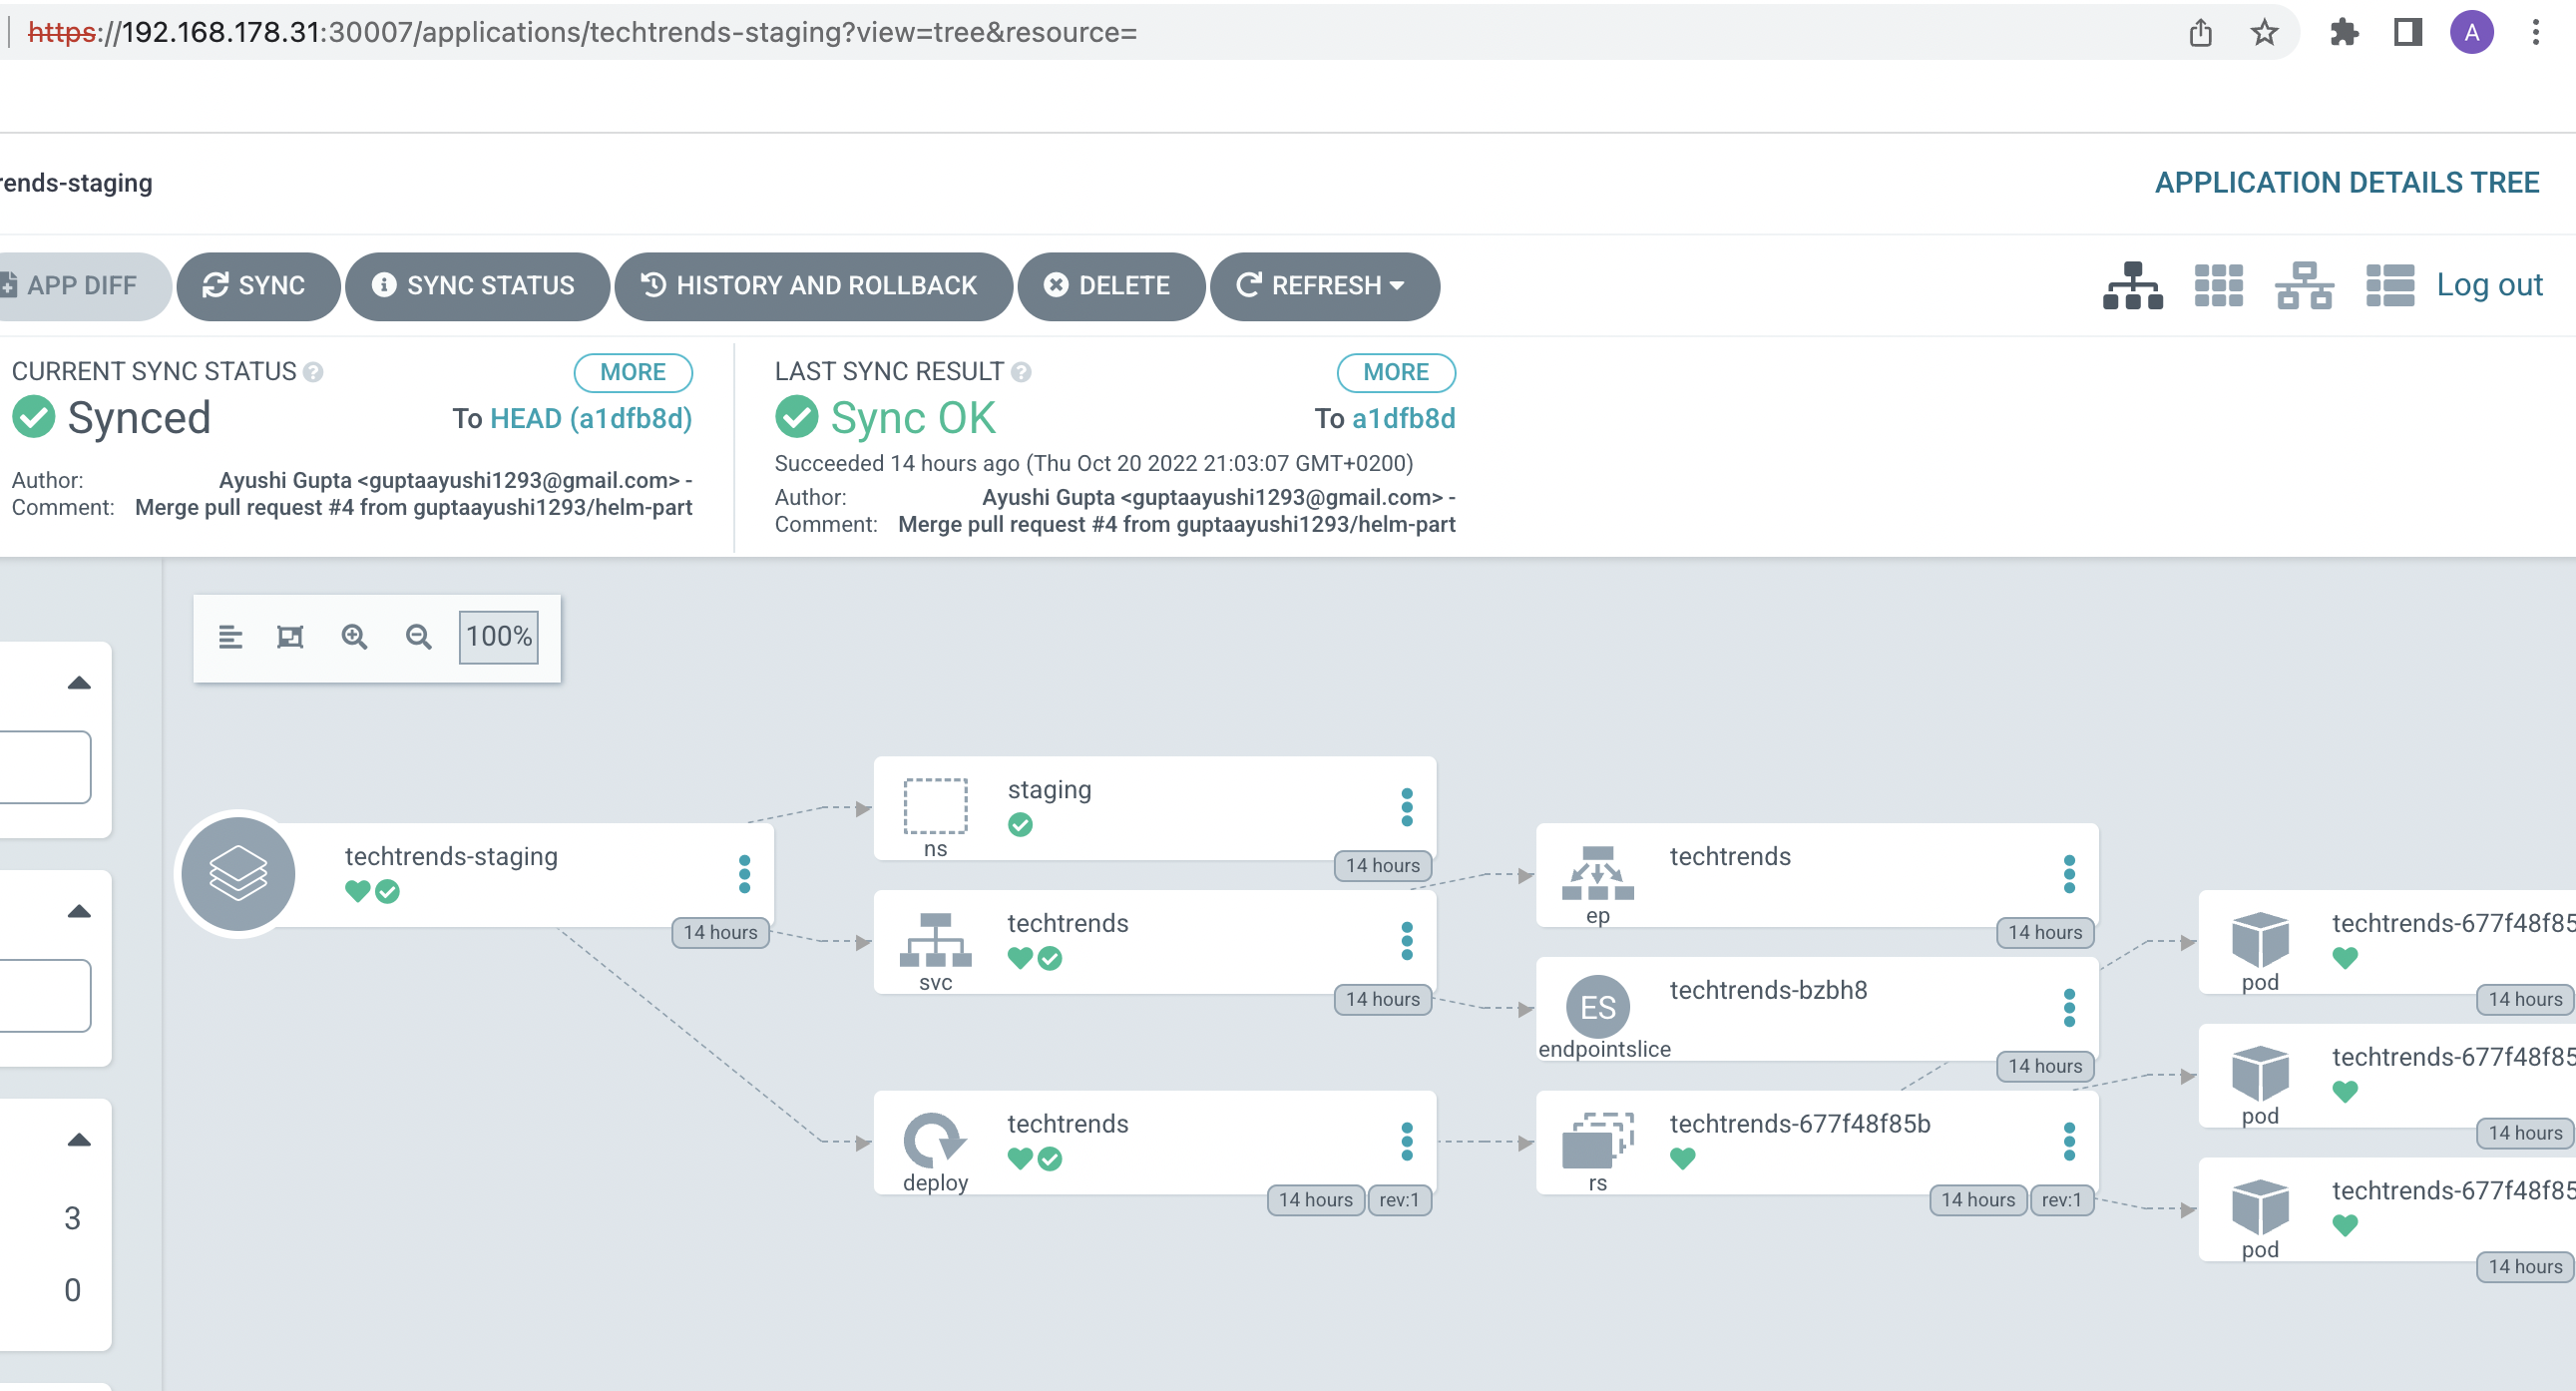 https://192.168.178.31:30007/applications/techtrends-staging?view=tree&resource=
A
rends-staging
APPLICATION DETAILS TREE
APP DIFF
SYNC
SYNC STATUS
HISTORY AND ROLLBACK
DELETE
REFRESH
Log out
CURRENT SYNC STATUS
MORE
Synced
To HEAD (a1dfb8d)
Author: Ayushi Gupta <guptaayushi1293@gmail.com> -
Comment: Merge pull request #4 from guptaayushi1293/helm-part
LAST SYNC RESULT
MORE
Sync OK
To a1dfb8d
Succeeded 14 hours ago (Thu Oct 20 2022 21:03:07 GMT+0200)
Author: Ayushi Gupta <guptaayushi1293@gmail.com> -
Comment: Merge pull request #4 from guptaayushi1293/helm-part
100%
3
0
techtrends-staging
14 hours
staging
ns
14 hours
techtrends
svc
14 hours
techtrends
deploy
14 hours
rev:1
techtrends
ep
14 hours
ES
techtrends-bzbh8
endpointslice
14 hours
techtrends-677f48f85b
rs
14 hours
rev:1
techtrends-677f48f85
pod
14 hours
techtrends-677f48f85
pod
14 hours
techtrends-677f48f85
pod
14 hours